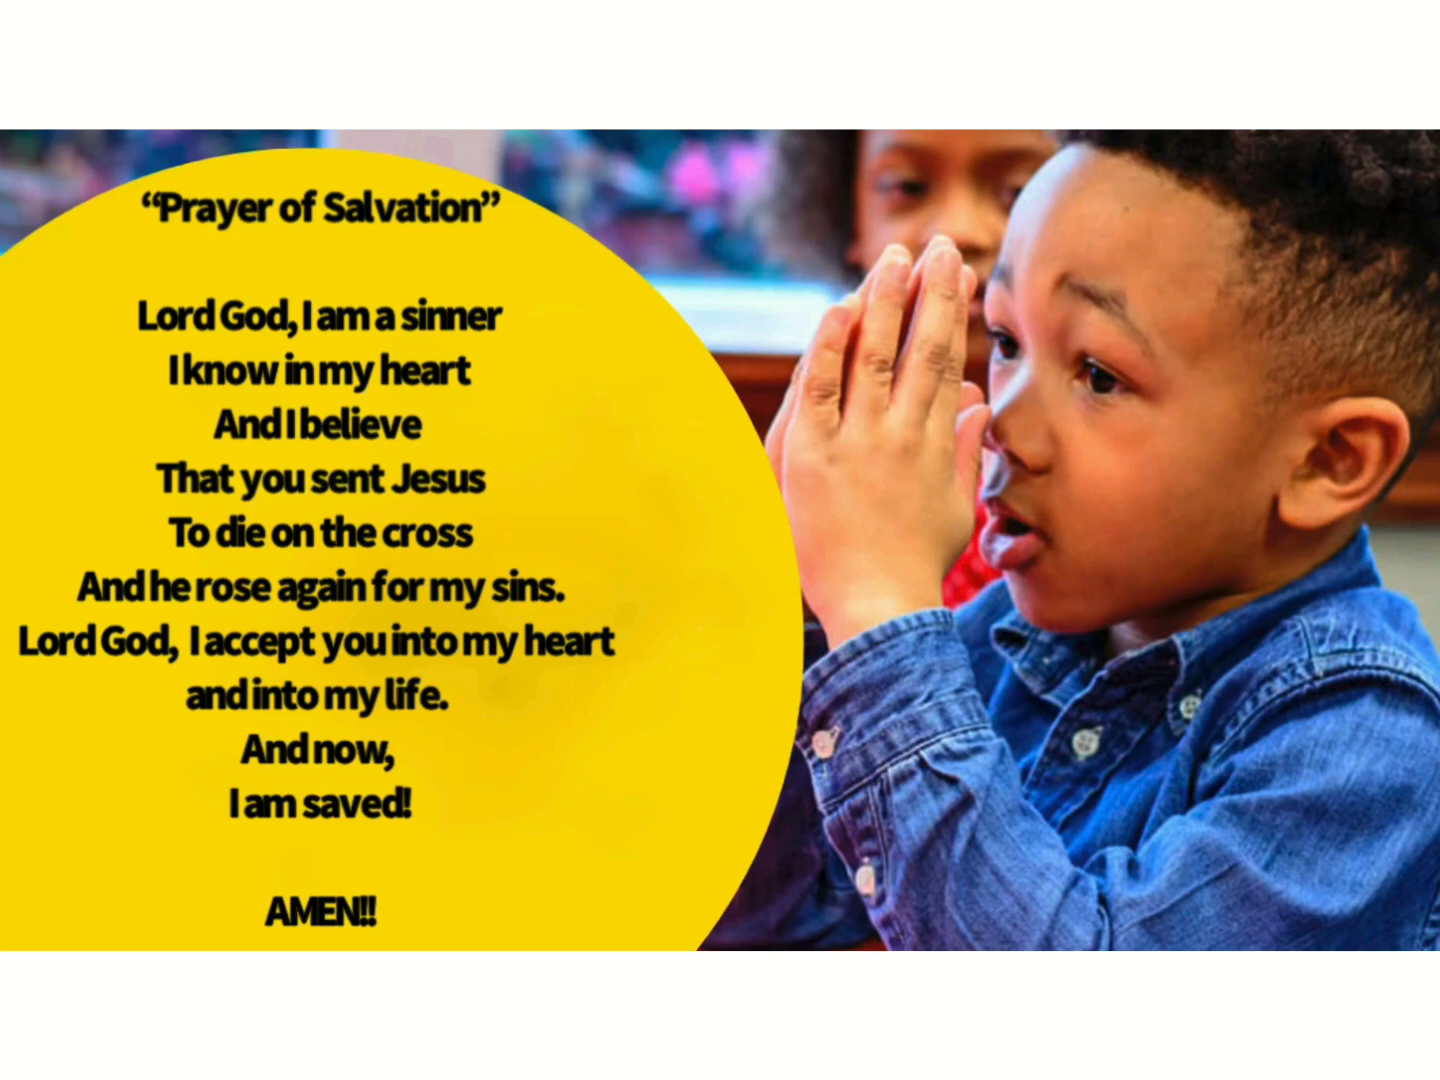 “Prayer of Salvation”
Lord God, I am a sinner
I know in my heart
And I believe
That you sent Jesus
To die on the cross
And he rose again for my sins.
Lord God, I accept you into my heart
and into my life.
And now,
I am saved!
AMEN!!